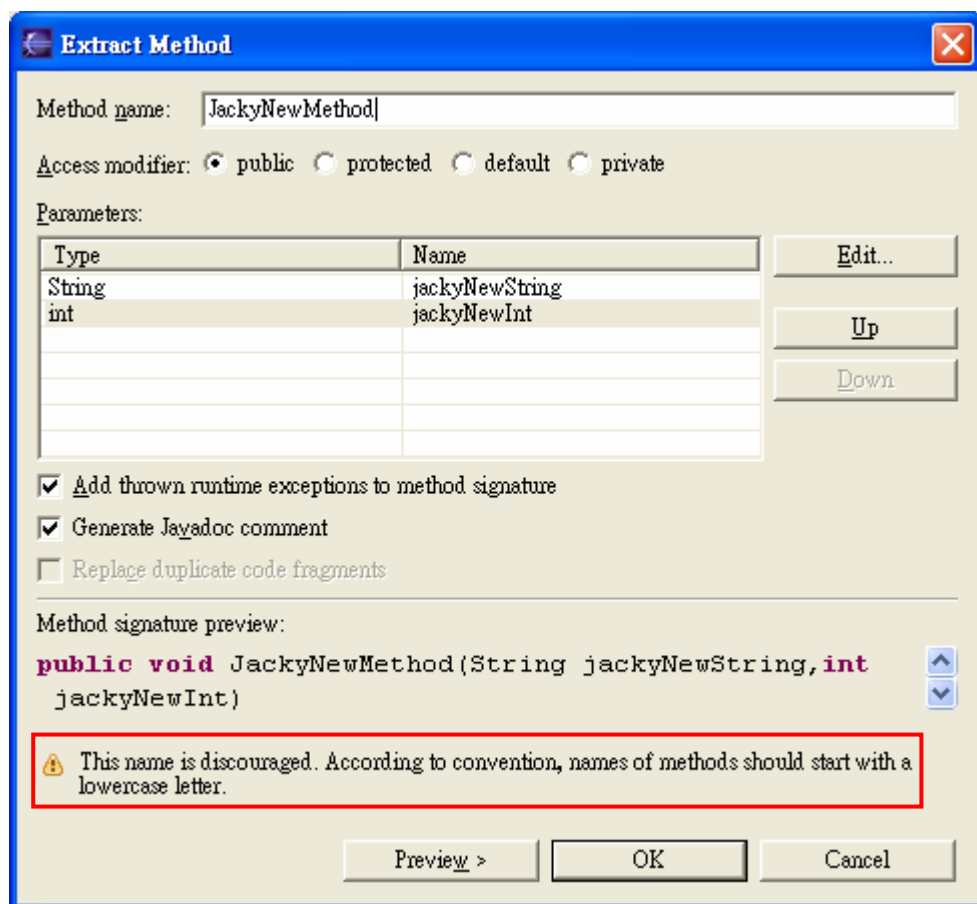 Extract Method
Method name: JackyNewMethod
Access modifier: public protected default private
Parameters:
Type Name Edit...
String jackyNewString
int jackyNewInt
Up
Down
Add thrown runtime exceptions to method signature
Generate Javadoc comment
Replace duplicate code fragments
Method signature preview:
public void JackyNewMethod(String jackyNewString,int
jackyNewInt)
This name is discouraged. According to convention, names of methods should start with a
lowercase letter.
Preview > OK Cancel